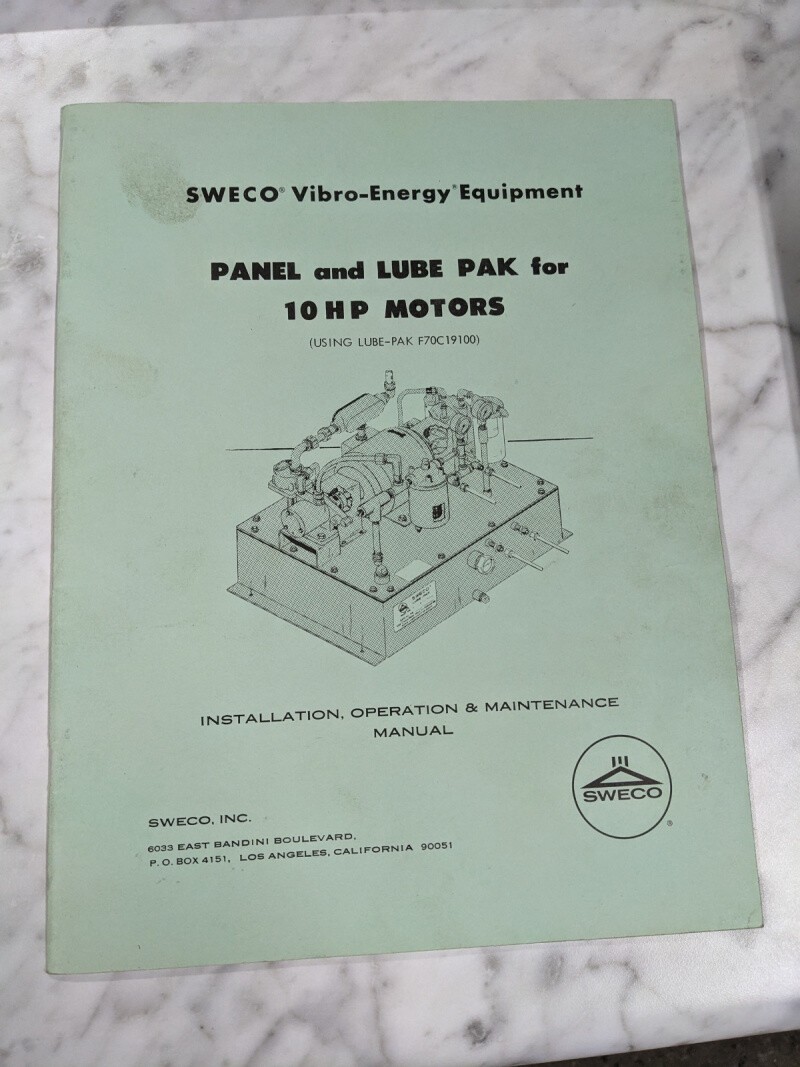 SWECO® Vibro-Energy® Equipment
PANEL and LUBE PAK for
10 HP MOTORS
(USING LUBE-PAK F70C19100)
SWECO
INSTALLATION, OPERATION & MAINTENANCE
MANUAL
SWECO
®
SWECO, INC.
6033 EAST BANDINI BOULEVARD,
P. O. BOX 4151, LOS ANGELES, CALIFORNIA 90051